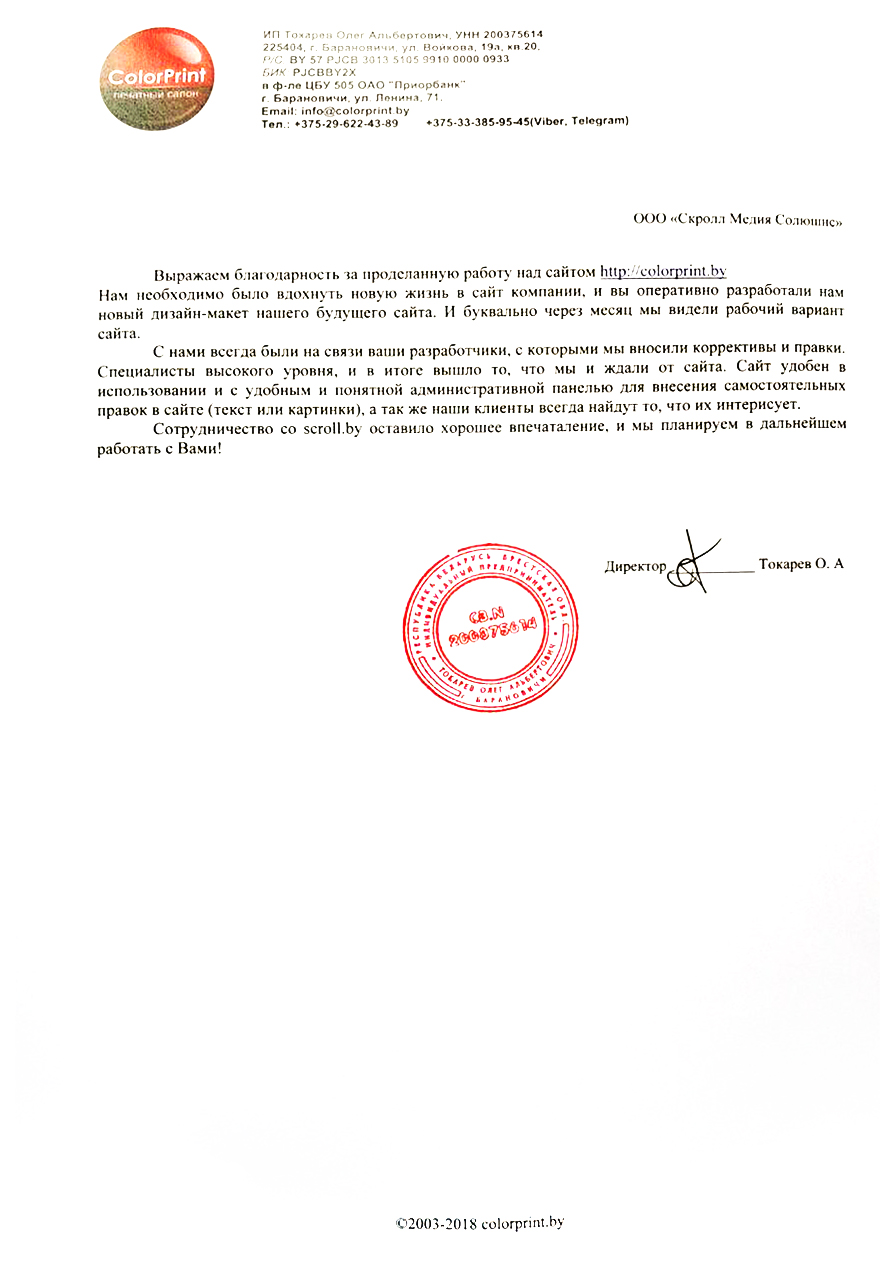 ColorPrint
печатный салон
ИП Токарев Олег Альбертович, УНН 200375614
225404, г. Барановичи, ул. Войкова, 19а, кв 20.
Р/С BY 57 PJCB 3013 5105 9910 0000 0933
БИК PJCBBY2X
в ф-ле ЦБУ 505 ОАО "Приорбанк"
г. Барановичи, ул. Ленина, 71.
Email: info@colorprint.by
Тел.: +375-29-622-43-89 +375-33-385-95-45(Viber, Telegram)
ООО «Скролл Медия Солюшнс»
Выражаем благодарность за проделанную работу над сайтом http://colorprint.by
Нам необходимо было вдохнуть новую жизнь в сайт компании, и вы оперативно разработали нам
новый дизайн-макет нашего будущего сайта. И буквально через месяц мы видели рабочий вариант
сайта.
С нами всегда были на связи ваши разработчики, с которыми мы вносили коррективы и правки.
Специалисты высокого уровня, и в итоге вышло то, что мы и ждали от сайта. Сайт удобен в
использовании и с удобным и понятной административной панелью для внесения самостоятельных
правок в сайте (текст или картинки), а так же наши клиенты всегда найдут то, что их интерисует.
Сотрудничество со scroll.by оставило хорошее впечаталение, и мы планируем в дальнейшем
работать с Вами!
Директор Токарев О. А
РЕСПУБЛИКА БЕЛАРУСЬ БРЕСТСКАЯ ОБЛ.
ИНДИВИДУАЛЬНЫЙ ПРЕДПРИНИМАТЕЛЬ
СВ.N
200375614
ТОКАРЕВ ОЛЕГ АЛЬБЕРТОВИЧ
г. БАРАНОВИЧИ
©2003-2018 colorprint.by